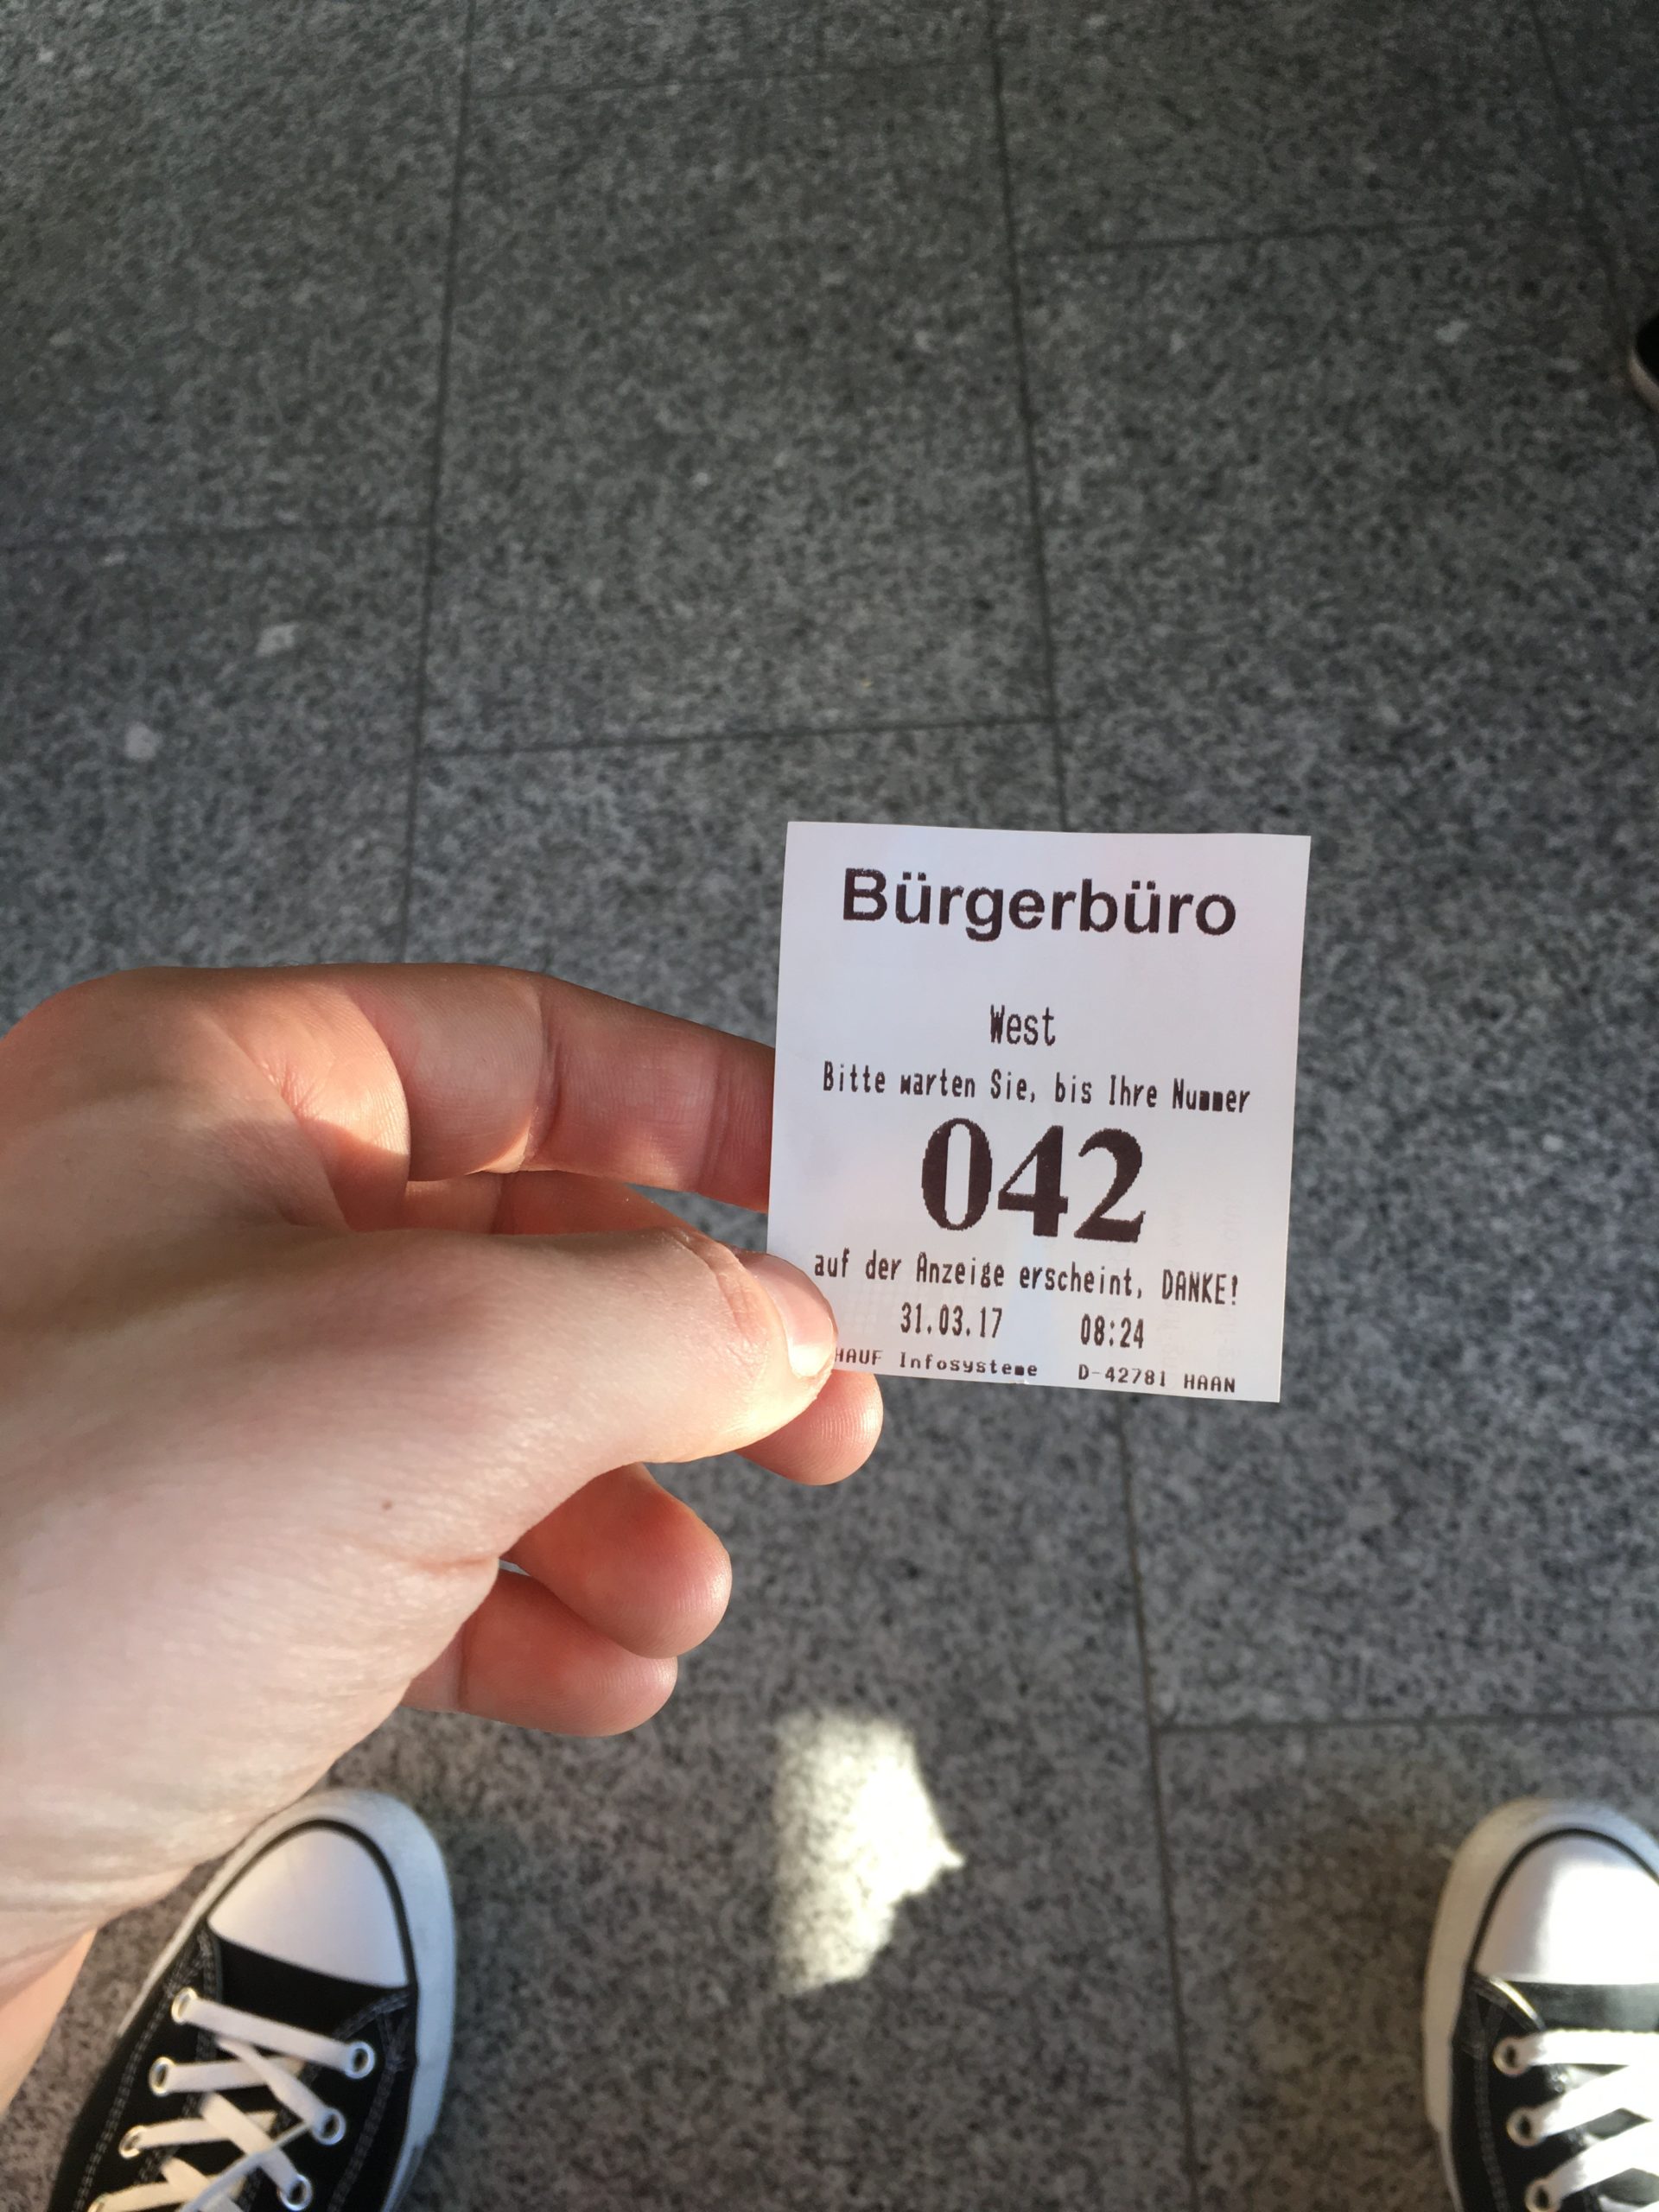 Bürgerbüro
West
Bitte warten Sie, bis Ihre Nummer
042
auf der Anzeige erscheint, DANKE!
31.03.17 08:24
HAUF Infosysteme D-42781 HAAN